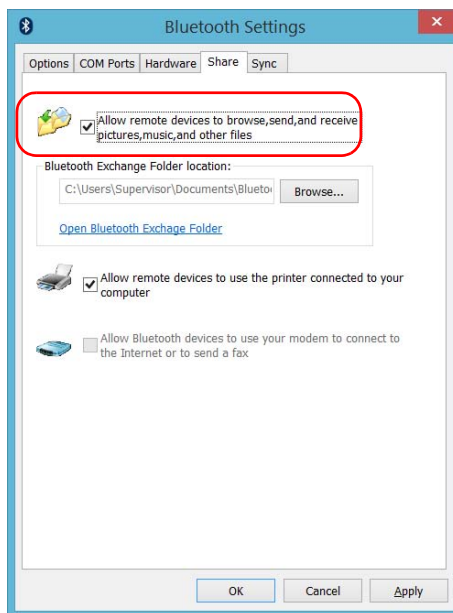 Bluetooth Settings
Options COM Ports Hardware Share Sync
Allow remote devices to browse,send,and receive
pictures,music,and other files
Bluetooth Exchange Folder location:
C:\Users\Supervisor\Documents\Blueto
Browse...
Open Bluetooth Exchage Folder
Allow remote devices to use the printer connected to your
computer
Allow Bluetooth devices to use your modem to connect to
the Internet or to send a fax
OK Cancel Apply